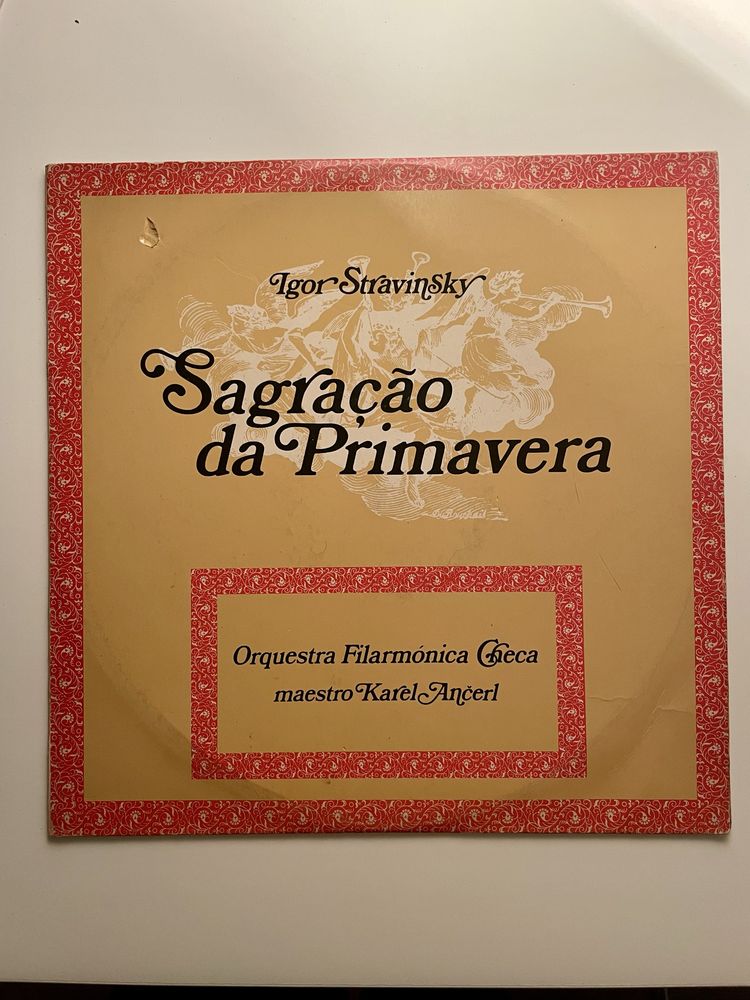 Igor Stravinsky
Sagração
da Primavera
Orquestra Filarmónica Checa
maestro Karel Ančerl